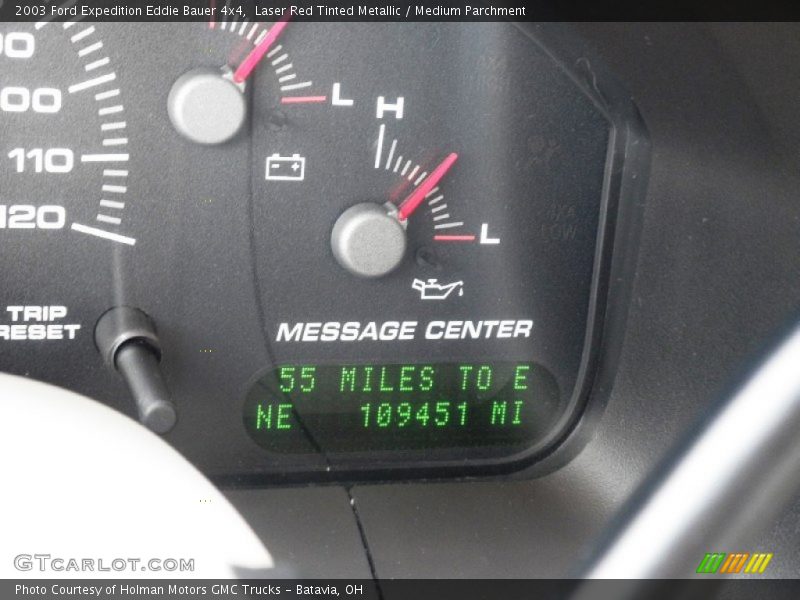 2003 Ford Expedition Eddie Bauer 4x4,  Laser Red Tinted Metallic / Medium Parchment
00
L
H
110
120
L
TRIP
RESET
MESSAGE CENTER
55 MILES TO E
NE 109451 MI
GTCARLOT.COM
Photo Courtesy of Holman Motors GMC Trucks - Batavia, OH